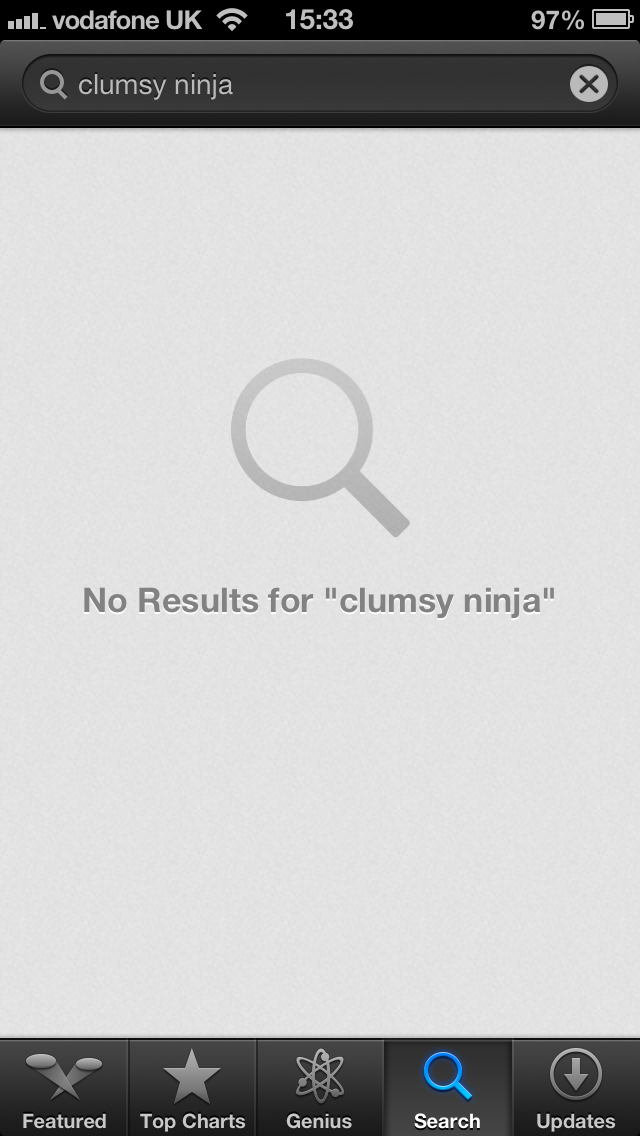 vodafone UK 15:33 97%
clumsy ninja
No Results for "clumsy ninja"
Featured Top Charts Genius Search Updates